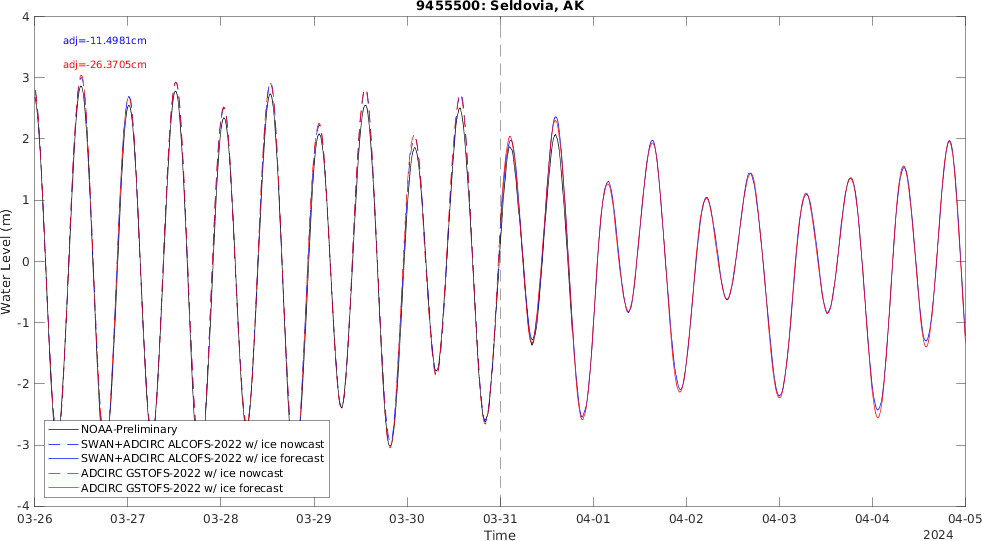 9455500: Seldovia, AK
adj=-11.4981cm
adj=-26.3705cm
Water Level (m)
4
3
2
1
0
-1
-2
-3
-4
NOAA-Preliminary
SWAN+ADCIRC ALCOFS-2022 w/ ice nowcast
SWAN+ADCIRC ALCOFS-2022 w/ ice forecast
ADCIRC GSTOFS-2022 w/ ice nowcast
ADCIRC GSTOFS-2022 w/ ice forecast
03-26 03-27 03-28 03-29 03-30 03-31 04-01 04-02 04-03 04-04 04-05
Time
2024